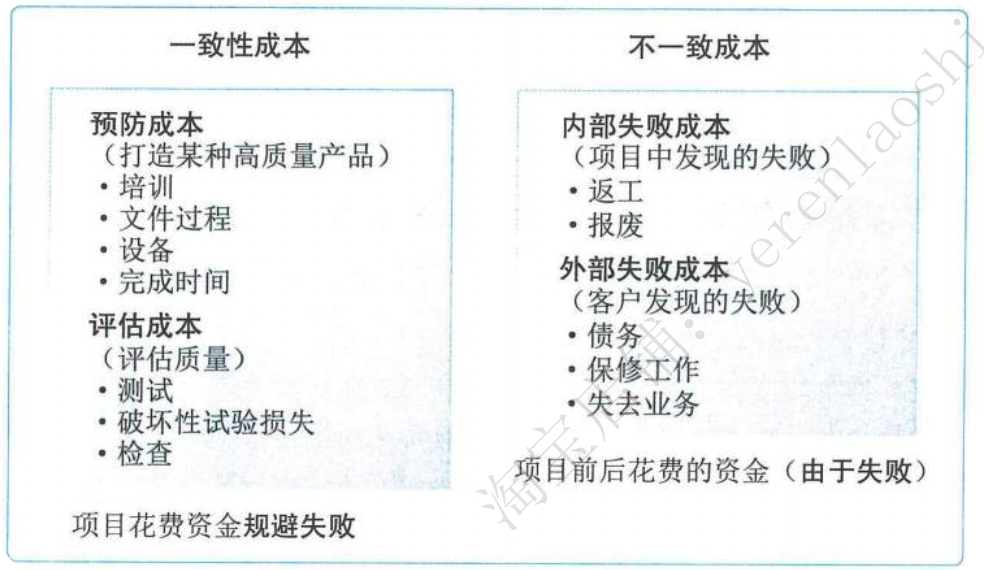 一致性成本
预防成本
（打造某种高质量产品）
• 培训
• 文件过程
• 设备
• 完成时间
评估成本
（评估质量）
• 测试
• 破坏性试验损失
• 检查
项目花费资金规避失败
不一致成本
内部失败成本
（项目中发现的失败）
• 返工
• 报废
外部失败成本
（客户发现的失败）
• 债务
• 保修工作
• 失去业务
项目前后花费的资金（由于失败）
淘宝店铺：yerenlaoshi